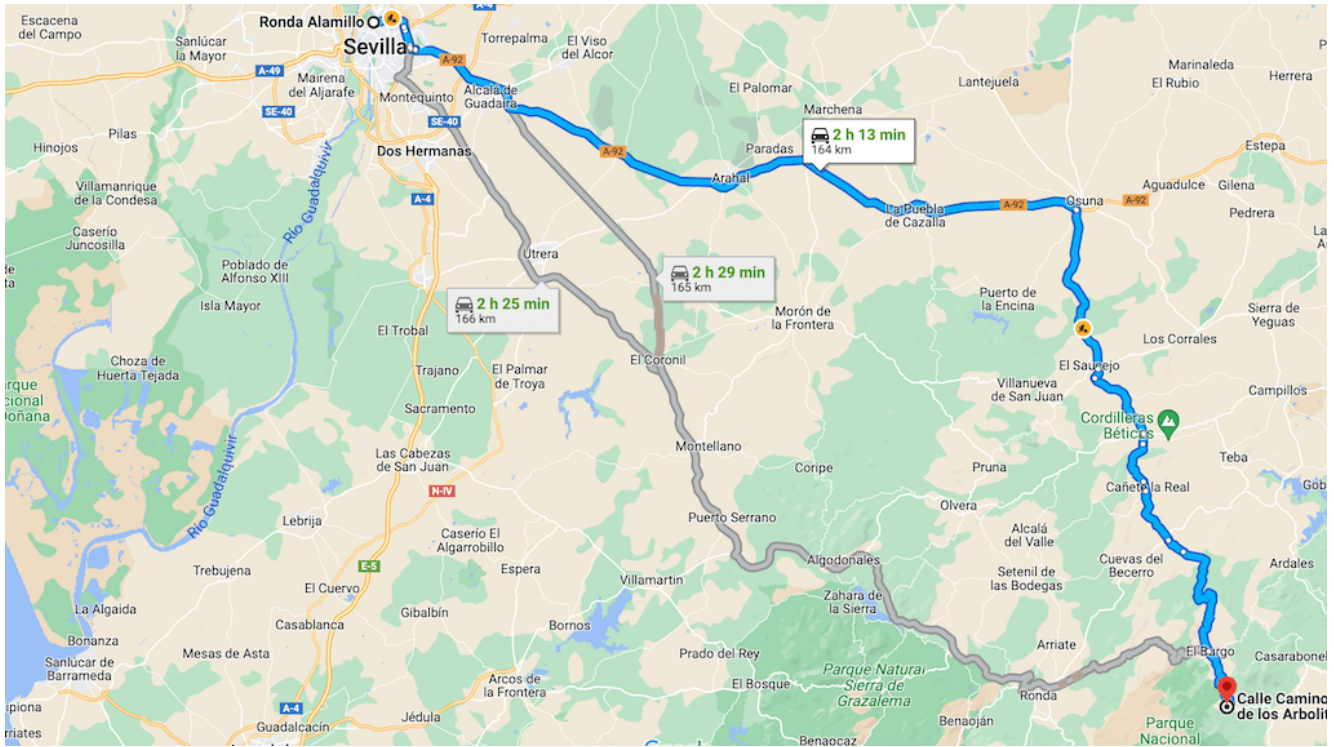 Escacena
del Campo
Ronda Alamillo
A-4
Sanlúcar
la Mayor
Sevilla
Torrepalma
El Viso
del Alcor
A-49
Mairena
del Aljarafe
A-92
Alcalá de
Guadaíra
Montequinto
El Palomar
Lantejuela
Marinaleda
El Rubio
Herrera
SE-40
SE-40
Marchena
Pilas
Hinojos
Dos Hermanas
A-92
Paradas
2 h 13 min
164 km
Estepa
Arahal
Villamanrique
de la Condesa
A-4
Aguadulce
Gilena
Río Guadalquivir
La Puebla
de Cazalla
A-92
Osuna
A-92
Pedrera
Caserío
Juncosilla
Utrera
Poblado de
Alfonso XIII
2 h 29 min
165 km
Isla Mayor
2 h 25 min
166 km
Puerto de
la Encina
Morón de
la Frontera
Sierra de
Yeguas
El Trobal
Los Corrales
Choza de
Huerta Tejada
El Coronil
Trajano
El Palmar
de Troya
El Saucejo
Villanueva
de San Juan
Campillos
Sacramento
Cordilleras
Béticas
Montellano
Las Cabezas
de San Juan
Coripe
Pruna
Teba
N-IV
Cañete la Real
Río Guadalquivir
Lebrija
Puerto Serrano
Olvera
Caserío El
Algarrobillo
Alcalá
del Valle
E-5
Trebujena
Espera
Algodonales
Cuevas del
Becerro
Ardales
El Cuervo
Villamartin
Setenil de
las Bodegas
Zahara de
la Sierra
La Algaida
Gibalbín
Casablanca
Bornos
Bonanza
Arriate
Mesas de Asta
Prado del Rey
El Burgo
Casarabonel
Sanlúcar de
Barrameda
Parque Natural
Sierra de
Grazalema
Arcos de
la Frontera
El Bosque
Ronda
Calle Camino
de los Arbolit
A-4
Jédula
Guadalcacín
Benaoján
Parque
Nacional
Benaocaz